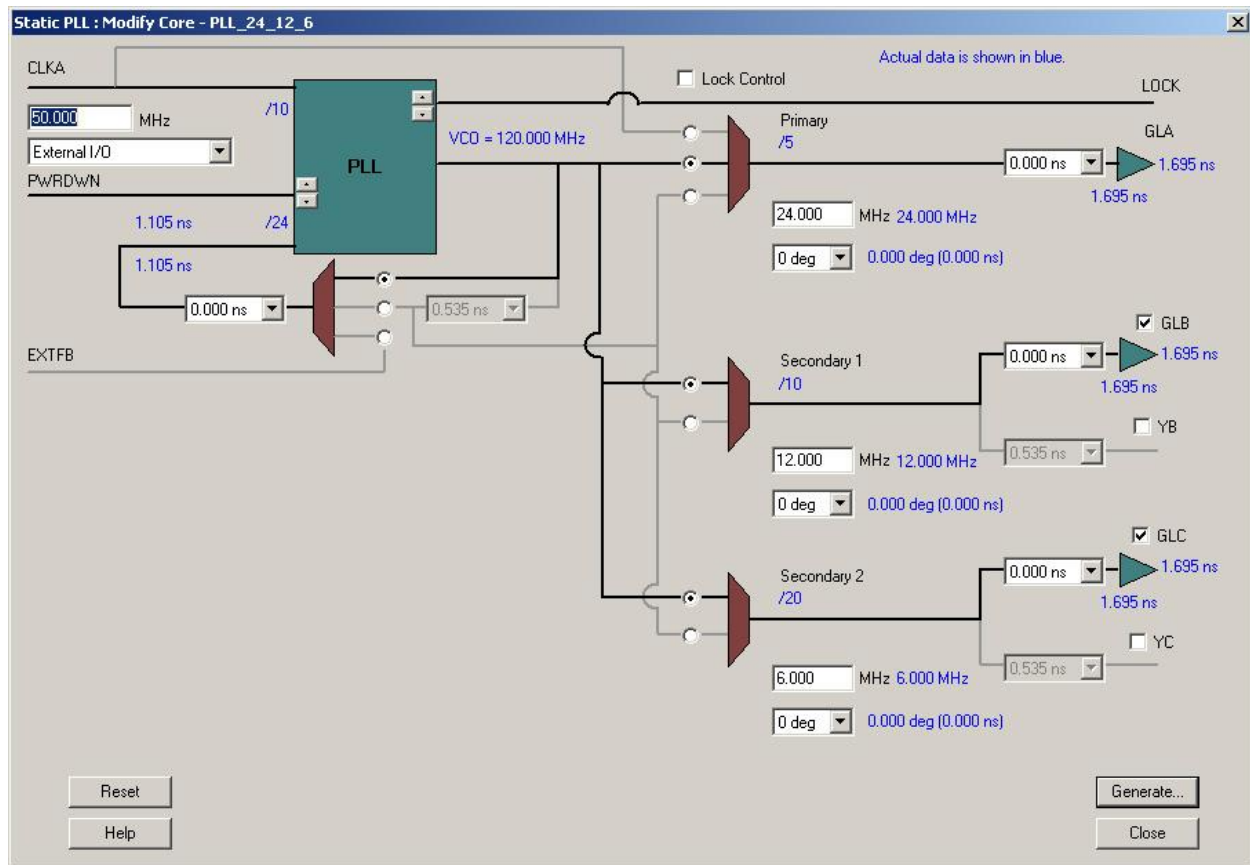 Static PLL : Modify Core - PLL_24_12_6
Actual data is shown in blue.
CLKA
Lock Control
LOCK
50.000 MHz
/10
External I/O
PLL
VCO = 120.000 MHz
Primary
/5
GLA
0.000 ns
1.695 ns
1.695 ns
PWRDWN
1.105 ns
/24
24.000 MHz 24.000 MHz
0 deg 0.000 deg (0.000 ns)
1.105 ns
0.000 ns
0.535 ns
EXTFB
GLB
Secondary 1
/10
0.000 ns
1.695 ns
1.695 ns
YB
0.535 ns
12.000 MHz 12.000 MHz
0 deg 0.000 deg (0.000 ns)
GLC
Secondary 2
/20
0.000 ns
1.695 ns
1.695 ns
YC
0.535 ns
6.000 MHz 6.000 MHz
0 deg 0.000 deg (0.000 ns)
Reset
Generate...
Help
Close